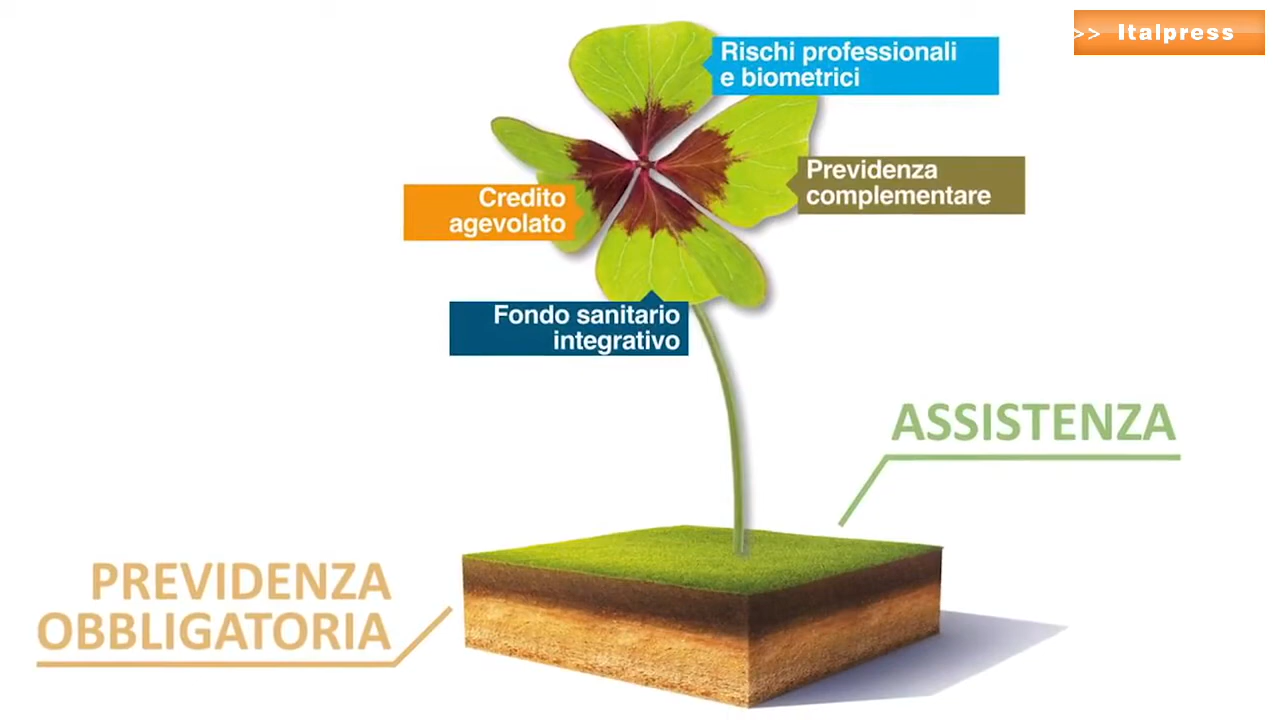 >> Italpress
Rischi professionali
e biometrici
Previdenza
complementare
Credito
agevolato
Fondo sanitario
integrativo
ASSISTENZA
PREVIDENZA
OBBLIGATORIA